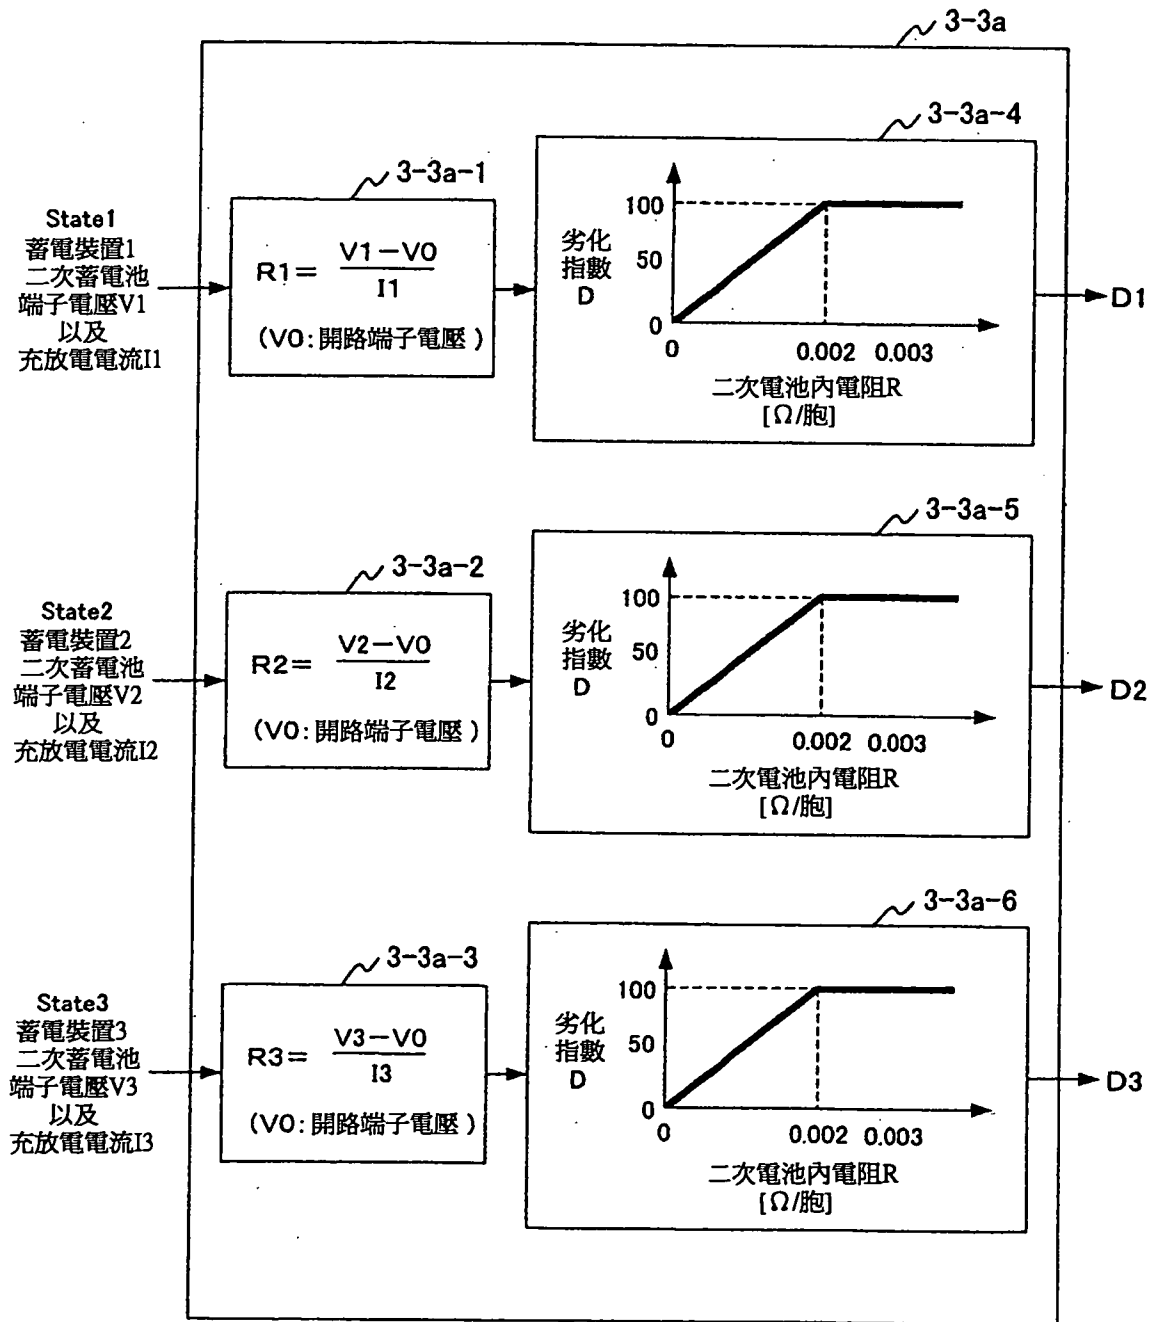 3-3a
State1
蓄電裝置1
二次蓄電池
端子電壓V1
以及
充放電電流I1
3-3a-1
R1= V1-V0
I1
(V0:開路端子電壓)
3-3a-4
劣化
指數
D
100
50
0
0 0.002 0.003
二次電池內電阻R
[Ω/胞]
D1
State2
蓄電裝置2
二次蓄電池
端子電壓V2
以及
充放電電流I2
3-3a-2
R2= V2-V0
I2
(V0:開路端子電壓)
3-3a-5
劣化
指數
D
100
50
0
0 0.002 0.003
二次電池內電阻R
[Ω/胞]
D2
State3
蓄電裝置3
二次蓄電池
端子電壓V3
以及
充放電電流I3
3-3a-3
R3= V3-V0
I3
(V0:開路端子電壓)
3-3a-6
劣化
指數
D
100
50
0
0 0.002 0.003
二次電池內電阻R
[Ω/胞]
D3